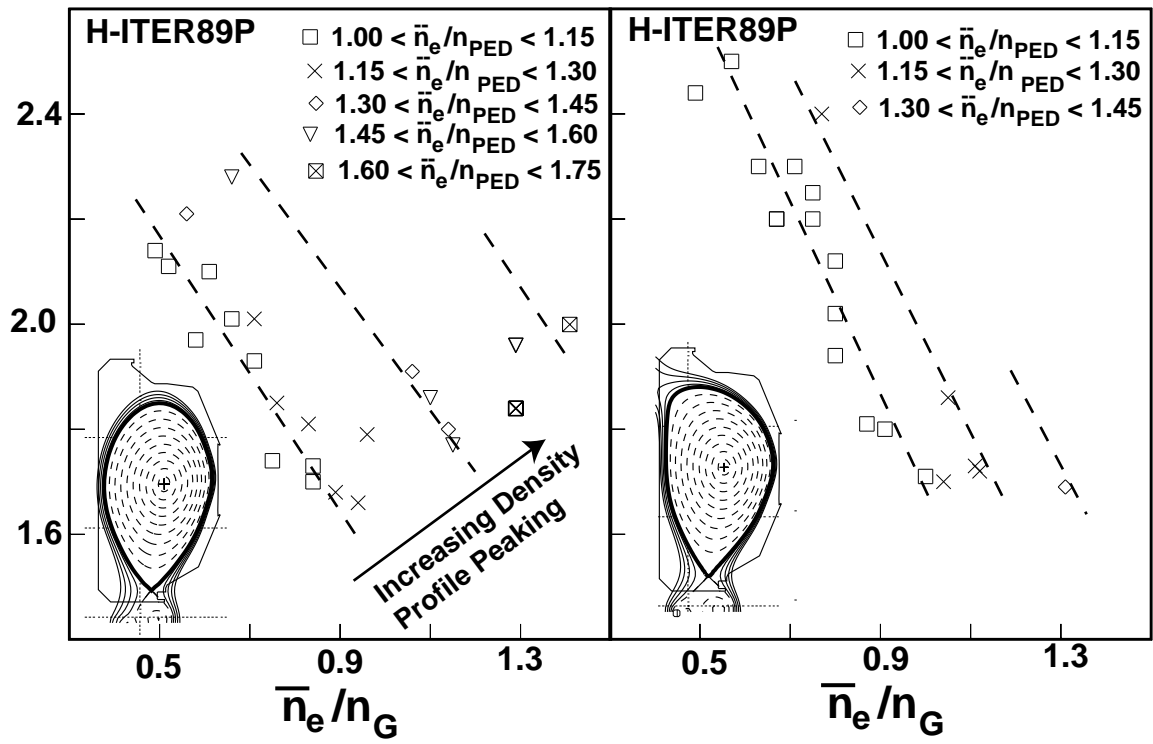 H-ITER89P
1.00 < n̅e/nPED < 1.15
1.15 < n̅e/n PED < 1.30
1.30 < n̅e/nPED < 1.45
1.45 < n̅e/nPED < 1.60
1.60 < n̅e/nPED < 1.75
2.4
2.0
1.6
Increasing Density
Profile Peaking
0.5
0.9
1.3
n̅e/nG
H-ITER89P
1.00 < n̅e/nPED < 1.15
1.15 < n̅e/n PED < 1.30
1.30 < n̅e/nPED < 1.45
0.5
0.9
1.3
n̅e/nG